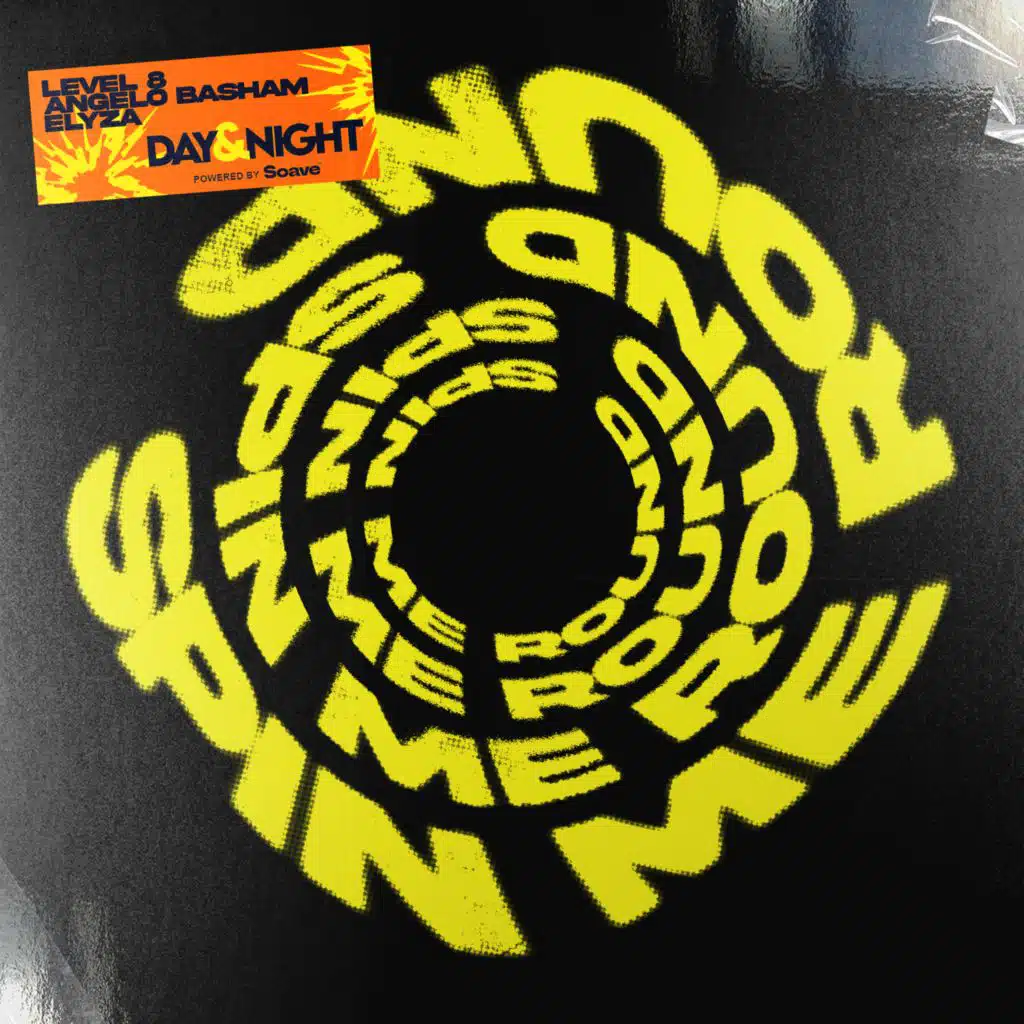 LEVEL 8
ANGELO BASHAM
ELYZA
DAY&NIGHT
POWERED BY Soave
SPIN ME ROUND
SPIN ME ROUND
SPIN ME ROUND
SPIN ME ROUND